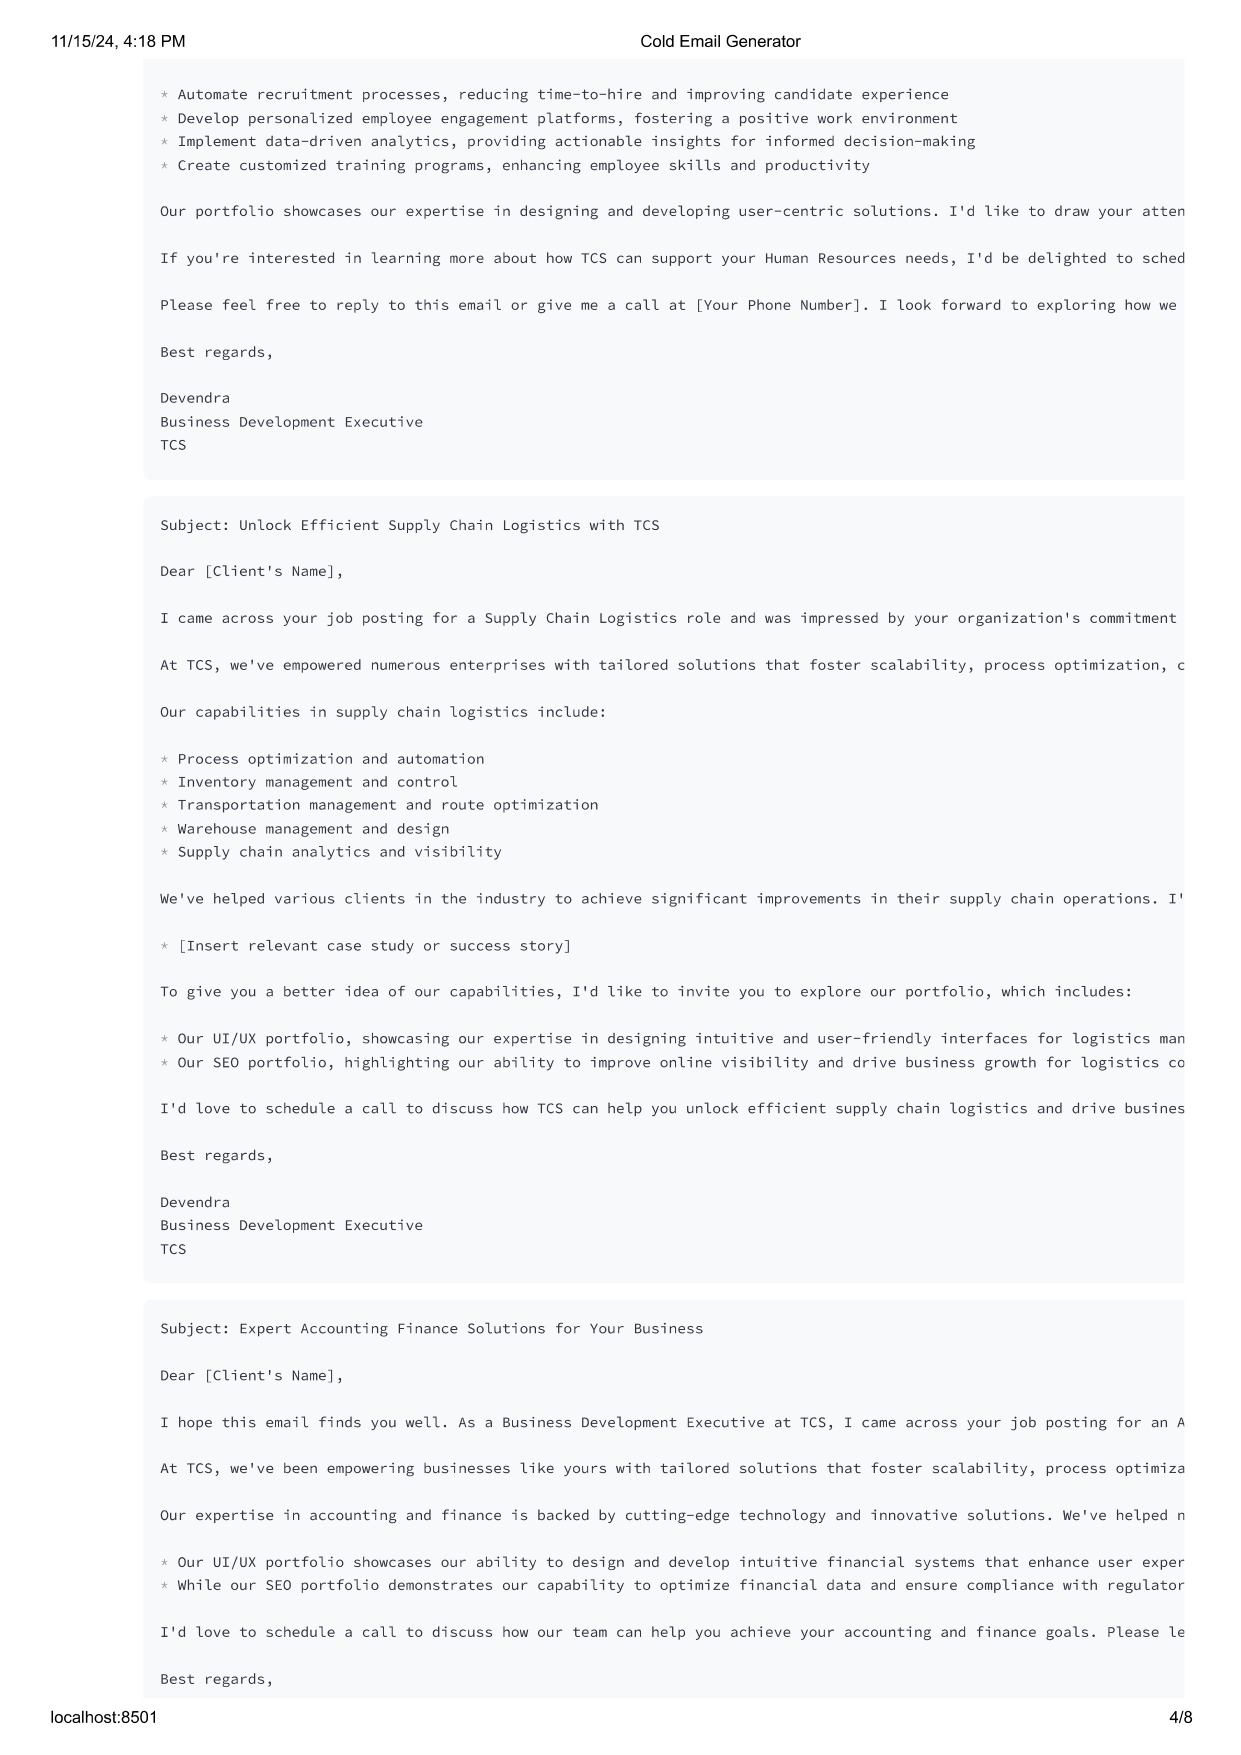 11/15/24, 4:18 PM
Cold Email Generator
* Automate recruitment processes, reducing time-to-hire and improving candidate experience
* Develop personalized employee engagement platforms, fostering a positive work environment
* Implement data-driven analytics, providing actionable insights for informed decision-making
* Create customized training programs, enhancing employee skills and productivity
Our portfolio showcases our expertise in designing and developing user-centric solutions. I'd like to draw your atten
If you're interested in learning more about how TCS can support your Human Resources needs, I'd be delighted to sched
Please feel free to reply to this email or give me a call at [Your Phone Number]. I look forward to exploring how we
Best regards,
Devendra
Business Development Executive
TCS
Subject: Unlock Efficient Supply Chain Logistics with TCS
Dear [Client's Name],
I came across your job posting for a Supply Chain Logistics role and was impressed by your organization's commitment
At TCS, we've empowered numerous enterprises with tailored solutions that foster scalability, process optimization, c
Our capabilities in supply chain logistics include:
* Process optimization and automation
* Inventory management and control
* Transportation management and route optimization
* Warehouse management and design
* Supply chain analytics and visibility
We've helped various clients in the industry to achieve significant improvements in their supply chain operations. I'
* [Insert relevant case study or success story]
To give you a better idea of our capabilities, I'd like to invite you to explore our portfolio, which includes:
* Our UI/UX portfolio, showcasing our expertise in designing intuitive and user-friendly interfaces for logistics man
* Our SEO portfolio, highlighting our ability to improve online visibility and drive business growth for logistics co
I'd love to schedule a call to discuss how TCS can help you unlock efficient supply chain logistics and drive busines
Best regards,
Devendra
Business Development Executive
TCS
Subject: Expert Accounting Finance Solutions for Your Business
Dear [Client's Name],
I hope this email finds you well. As a Business Development Executive at TCS, I came across your job posting for an A
At TCS, we've been empowering businesses like yours with tailored solutions that foster scalability, process optimiza
Our expertise in accounting and finance is backed by cutting-edge technology and innovative solutions. We've helped n
* Our UI/UX portfolio showcases our ability to design and develop intuitive financial systems that enhance user exper
* While our SEO portfolio demonstrates our capability to optimize financial data and ensure compliance with regulator
I'd love to schedule a call to discuss how our team can help you achieve your accounting and finance goals. Please le
Best regards,
localhost:8501
4/8